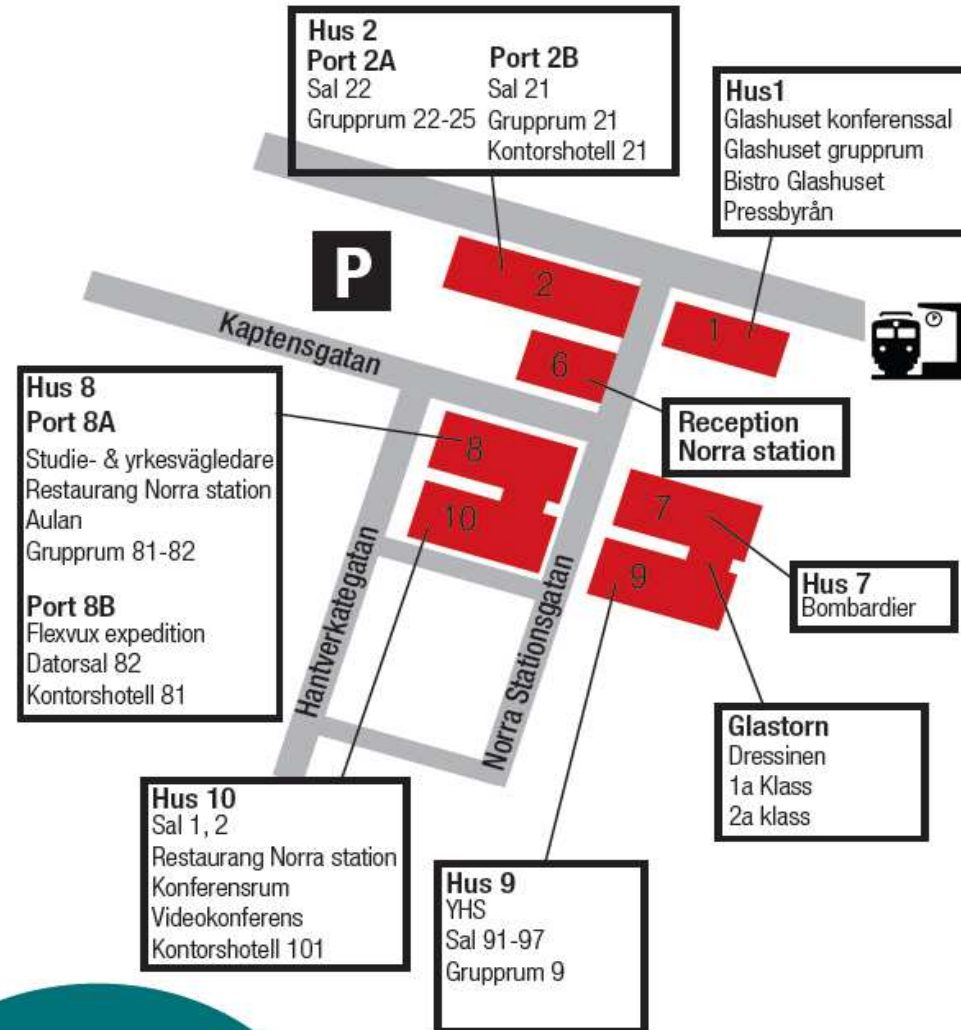 Hus 2
Port 2A
Sal 22
Grupprum 22-25
Port 2B
Sal 21
Grupprum 21
Kontorshotell 21
Hus1
Glashuset konferenssal
Glashuset grupprum
Bistro Glashuset
Pressbyrån
P
2
1
6
Kaptensgatan
Reception
Norra station
Hus 8
Port 8A
Studie- & yrkesvägledare
Restaurang Norra station
Aulan
Grupprum 81-82
Port 8B
Flexvux expedition
Datorsal 82
Kontorshotell 81
8
10
7
9
Hantverkategatan
Norra Stationsgatan
Hus 7
Bombardier
Glastorn
Dressinen
1a Klass
2a klass
Hus 10
Sal 1, 2
Restaurang Norra station
Konferensrum
Videokonferens
Kontorshotell 101
Hus 9
YHS
Sal 91-97
Grupprum 9